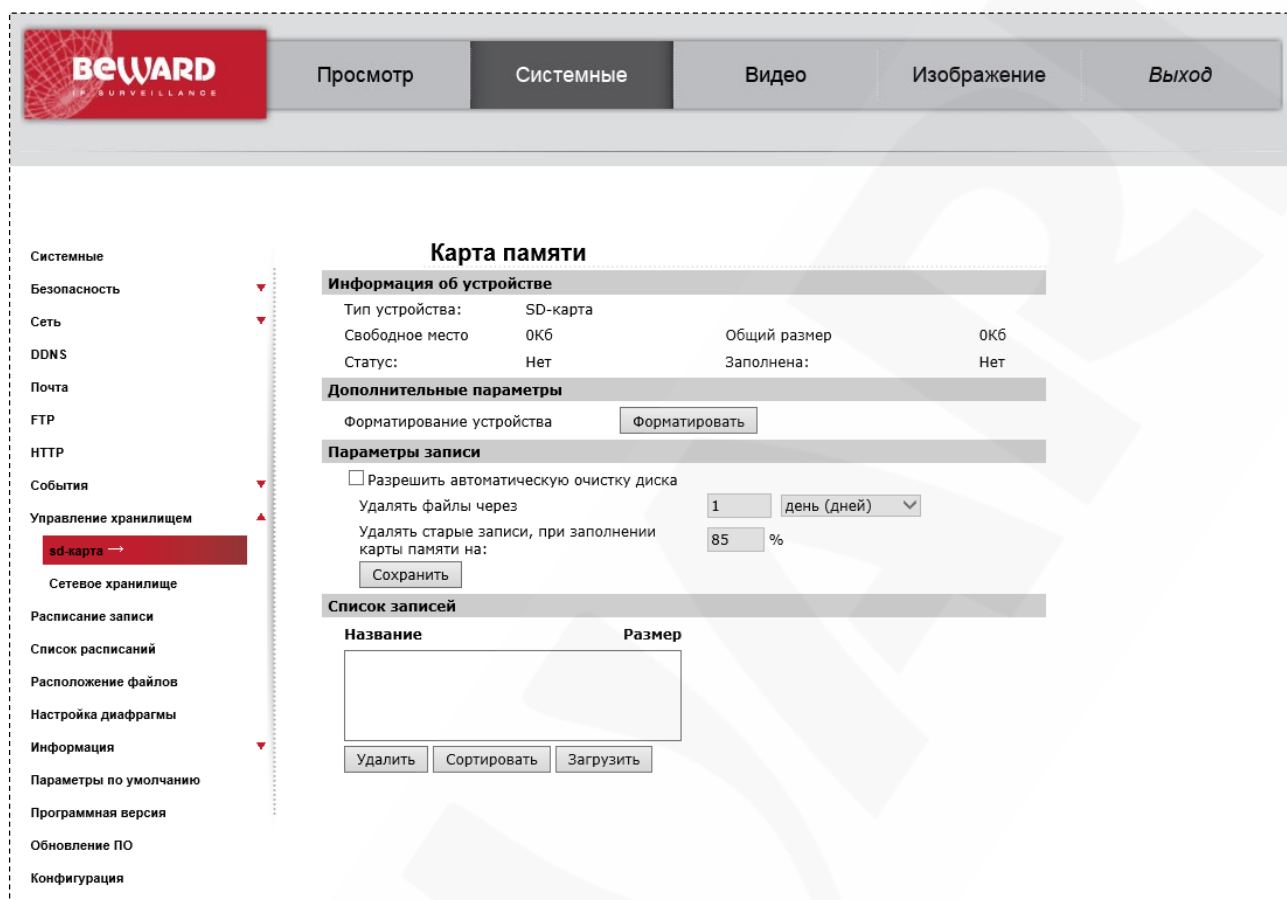 BEWARD
IP SURVEILLANCE
Просмотр
Системные
Видео
Изображение
Выход
Системные
Безопасность
Сеть
DDNS
Почта
FTP
HTTP
События
Управление хранилищем
sd-карта →
Сетевое хранилище
Расписание записи
Список расписаний
Расположение файлов
Настройка диафрагмы
Информация
Параметры по умолчанию
Программная версия
Обновление ПО
Конфигурация
Карта памяти
Информация об устройстве
Тип устройства: SD-карта
Свободное место 0Кб Общий размер 0Кб
Статус: Нет Заполнена: Нет
Дополнительные параметры
Форматирование устройства Форматировать
Параметры записи
Разрешить автоматическую очистку диска
Удалять файлы через 1 день (дней)
Удалять старые записи, при заполнении
карты памяти на: 85 %
Сохранить
Список записей
Название Размер
Удалить Сортировать Загрузить